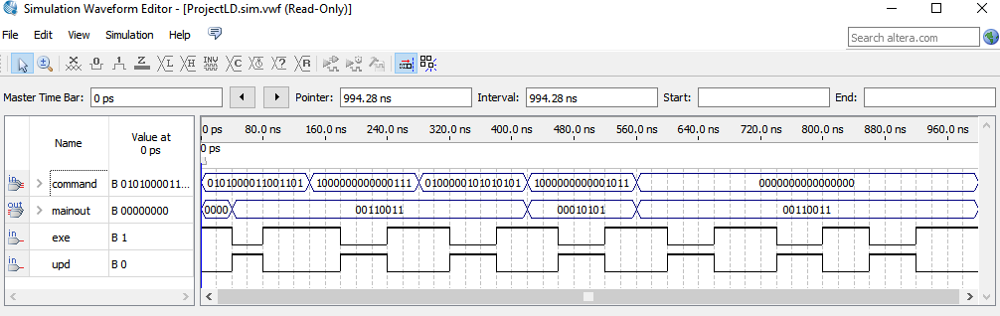 Simulation Waveform Editor - [ProjectLD.sim.vwf (Read-Only)]
File Edit View Simulation Help
Search altera.com
Master Time Bar: 0 ps Pointer: 994.28 ns Interval: 994.28 ns Start: End:
Name Value at 0 ps
0 ps 80.0 ns 160.0 ns 240.0 ns 320.0 ns 400.0 ns 480.0 ns 560.0 ns 640.0 ns 720.0 ns 800.0 ns 880.0 ns 960.0 ns
0 ps
in command B 0101000011... 0101000011001101 1000000000000111 0100000101010101 1000000000001011 0000000000000000
out mainout B 00000000 0000 00110011 00010101 00110011
in exe B 1
in upd B 0